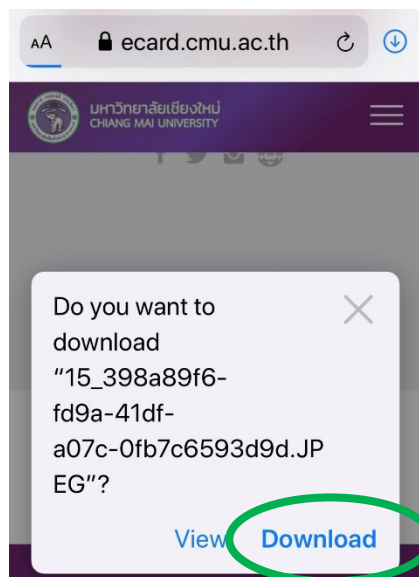 AA ecard.cmu.ac.th
มหาวิทยาลัยเชียงใหม่
CHIANG MAI UNIVERSITY
Do you want to
download
“15_398a89f6-
fd9a-41df-
a07c-0fb7c6593d9d.JP
EG”?
View Download